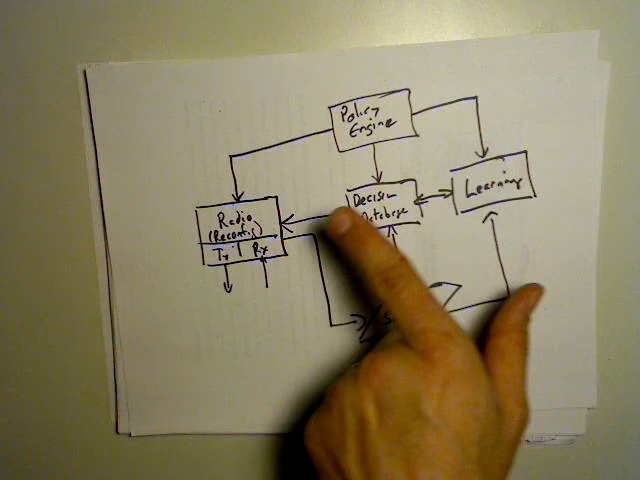 Policy
Engine
Decision
Database
Learning
Radio
(Reconfig)
Tx Rx